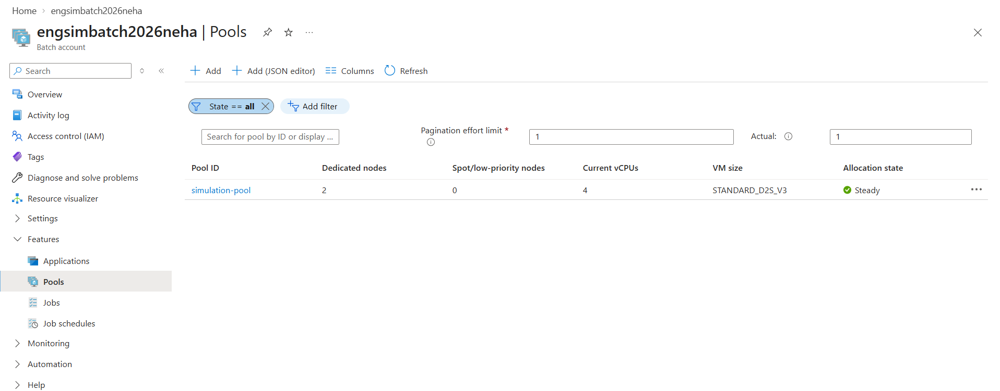 Home > engsimbatch2026neha
engsimbatch2026neha | Pools
Batch account
Search
Overview
Activity log
Access control (IAM)
Tags
Diagnose and solve problems
Resource visualizer
Settings
Features
Applications
Pools
Jobs
Job schedules
Monitoring
Automation
Help
Add Add (JSON editor) Columns Refresh
State == all Add filter
Search for pool by ID or display ...
Pagination effort limit *
1
Actual:
1
Pool ID Dedicated nodes Spot/low-priority nodes Current vCPUs VM size Allocation state
simulation-pool 2 0 4 STANDARD_D2S_V3 Steady